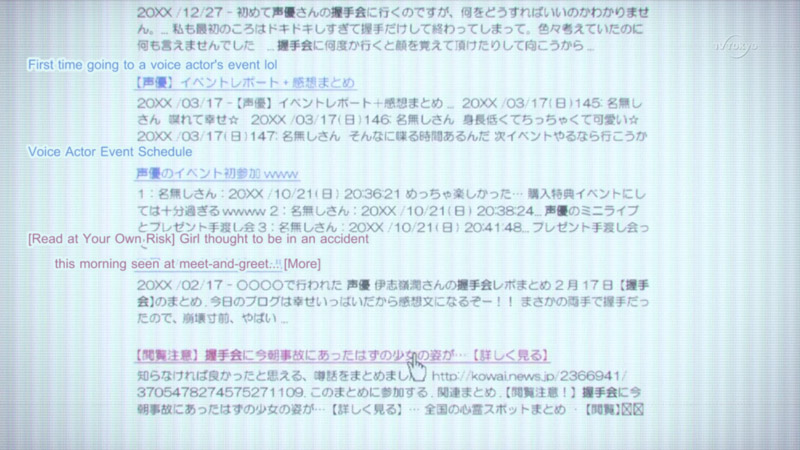 20XX /12/27 - 初めて声優さんの握手会に行くのですが、何をどうすればいいのかわかりませ
ん。... 私も最初のころはドキドキしすぎて握手だけして終わってしまって。色々考えていたのに
何も言えませんでした ...握手会に何度か行くと顔を覚えて頂けたりして向こうから ...
First time going to a voice actor's event lol
【声優】イベントレポート+感想まとめ
20XX /03/17 -【声優】イベントレポート+感想まとめ ... 20XX /03/17(日)145: 名無し
さん 喋れて幸せ☆ 20XX /03/17(日)146: 名無しさん 身長低くてちっちゃくて可愛い☆
20XX /03/17(日)147: 名無しさん そんなに喋る時間あるんだ 次イベントやるなら行こうか
Voice Actor Event Schedule
声優のイベント初参加 www
1:名無しさん:20XX /10/21(日) 20:36:21 めっちゃ楽しかった… 購入特典イベントにし
ては十分過ぎるwwww 2:名無しさん:20XX /10/21(日) 20:38:24... 声優のミニライブ
とプレゼント手渡し会 3:名無しさん:20XX /10/21(日) 20:41:48... プレゼント手渡し会っ
[Read at Your Own Risk] Girl thought to be in an accident
this morning seen at meet-and-greet... [More]
20XX /02/17 - 〇〇〇〇で行われた 声優 伊志嶺潤さんの握手会レポまとめ 2 月 17 日【握手
会】のまとめ. 今日のブログは幸せいっぱいだから感想文になるぞー!! まさかの両手で握手だっ
たので、崩壊寸前、やばい ...
【閲覧注意】握手会に今朝事故にあったはずの少女の姿が…【詳しく見る】
知らなければ良かったと思える、噂話をまとめまし http://kowai.news.jp/2366941/
3705478274575271109. このまとめに参加する. 関連まとめ.【閲覧注意!】握手会に今
朝事故にあったはずの少女の姿が…【詳しく見る】… 全国の心霊スポットまとめ ・【閲覧】